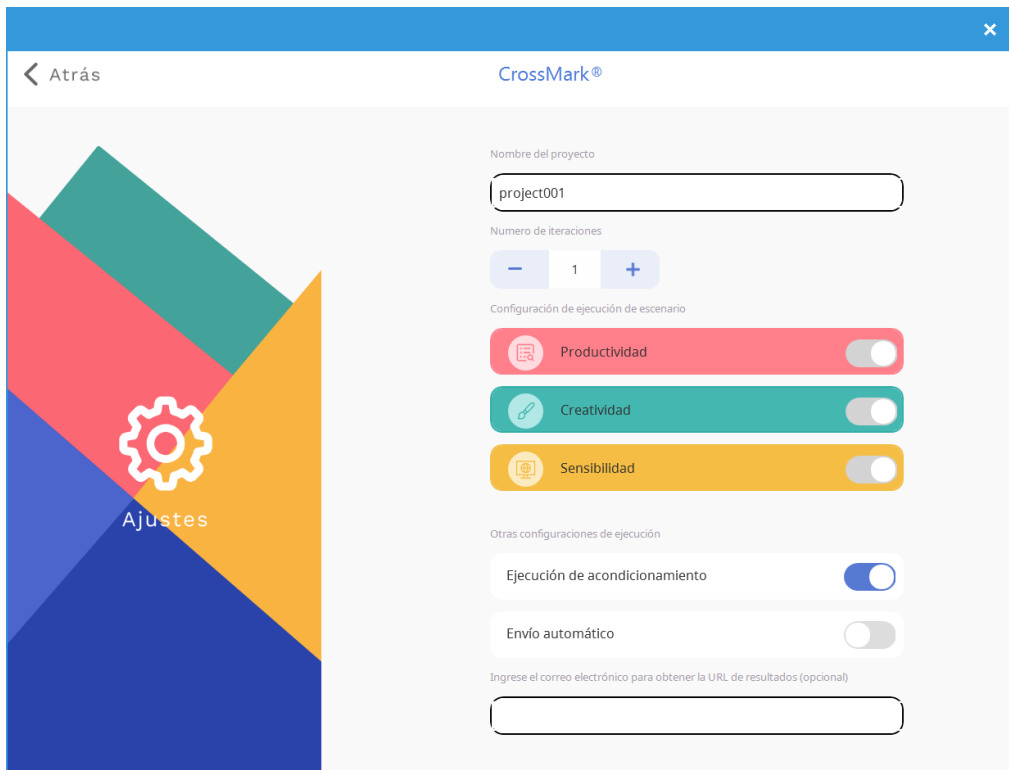 Atrás
CrossMark®
Nombre del proyecto
project001
Numero de iteraciones
1
Configuración de ejecución de escenario
Productividad
Creatividad
Sensibilidad
Ajustes
Otras configuraciones de ejecución
Ejecución de acondicionamiento
Envío automático
Ingrese el correo electrónico para obtener la URL de resultados (opcional)